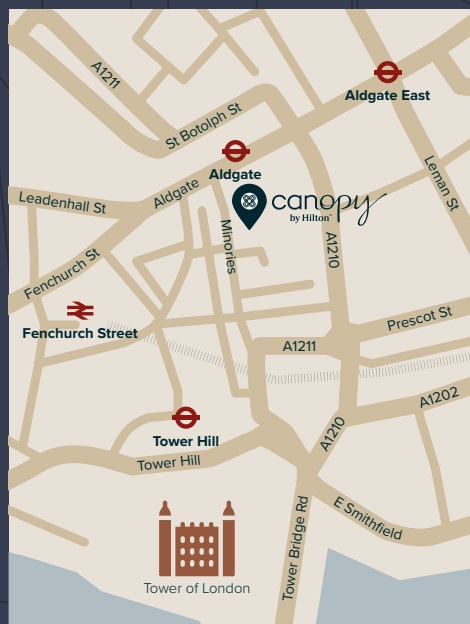 A1211
St Botolph St
Aldgate East
Aldgate
Leman St
Leadenhall St
Aldgate
canopy
by Hilton™
Minories
A1210
Fenchurch St
Fenchurch Street
Prescot St
A1211
A1202
Tower Hill
Tower Hill
A1210
E Smithfield
Tower Bridge Rd
Tower of London